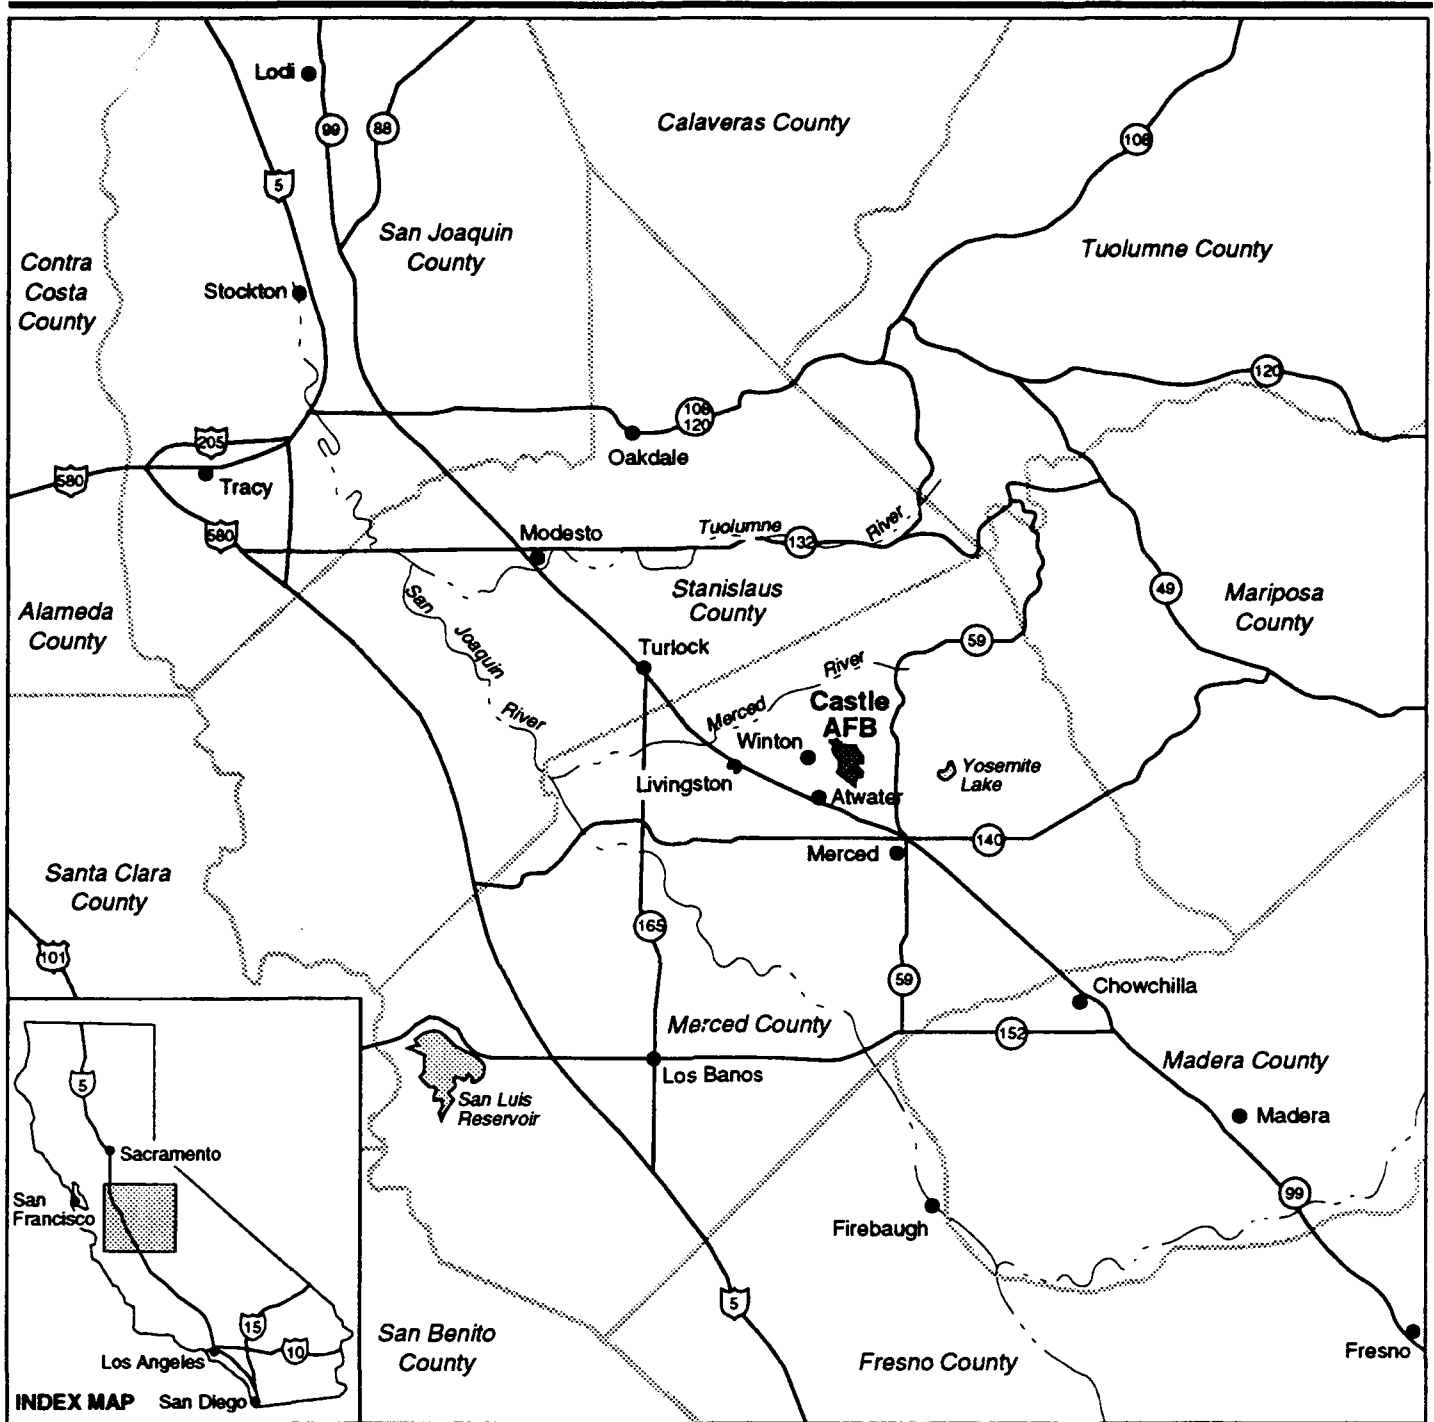 Lodi
99
88
Calaveras County
108
5
San Joaquin
County
Tuolumne County
Contra
Costa
County
Stockton
120
108
120
205
Oakdale
580
Tracy
580
Modesto
Tuolumne
River
132
Stanislaus
County
49
Mariposa
County
Alameda
County
San
Joaquin
River
Turlock
59
River
Merced
Castle
AFB
Winton
Livingston
Yosemite
Lake
Atwater
Merced
140
Santa Clara
County
165
101
59
Chowchilla
Merced County
152
Los Banos
Madera County
San Luis
Reservoir
Madera
99
Firebaugh
5
San Benito
County
Fresno County
Fresno
5
Sacramento
San
Francisco
15
10
Los Angeles
INDEX MAP
San Diego